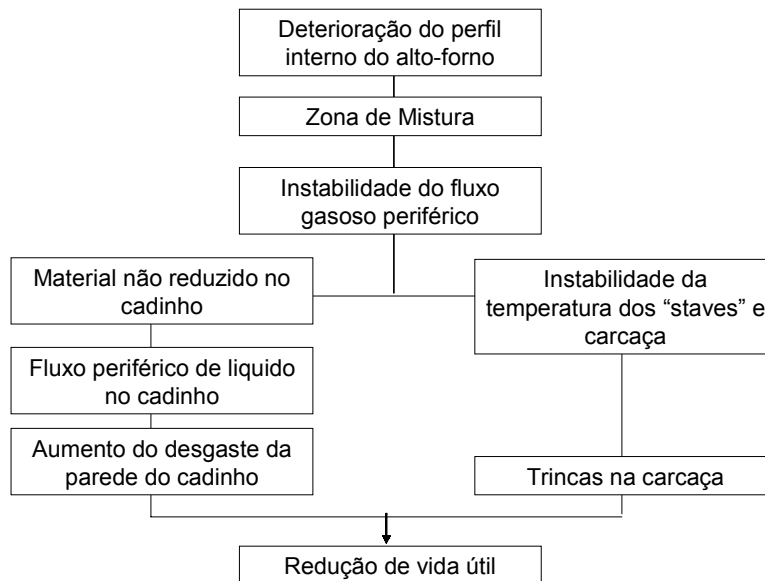 Deterioração do perfil
interno do alto-forno
Zona de Mistura
Instabilidade do fluxo
gasoso periférico
Material não reduzido no
cadinho
Fluxo periférico de liquido
no cadinho
Aumento do desgaste da
parede do cadinho
Instabilidade da
temperatura dos “staves” e
carcaça
Trincas na carcaça
Redução de vida útil